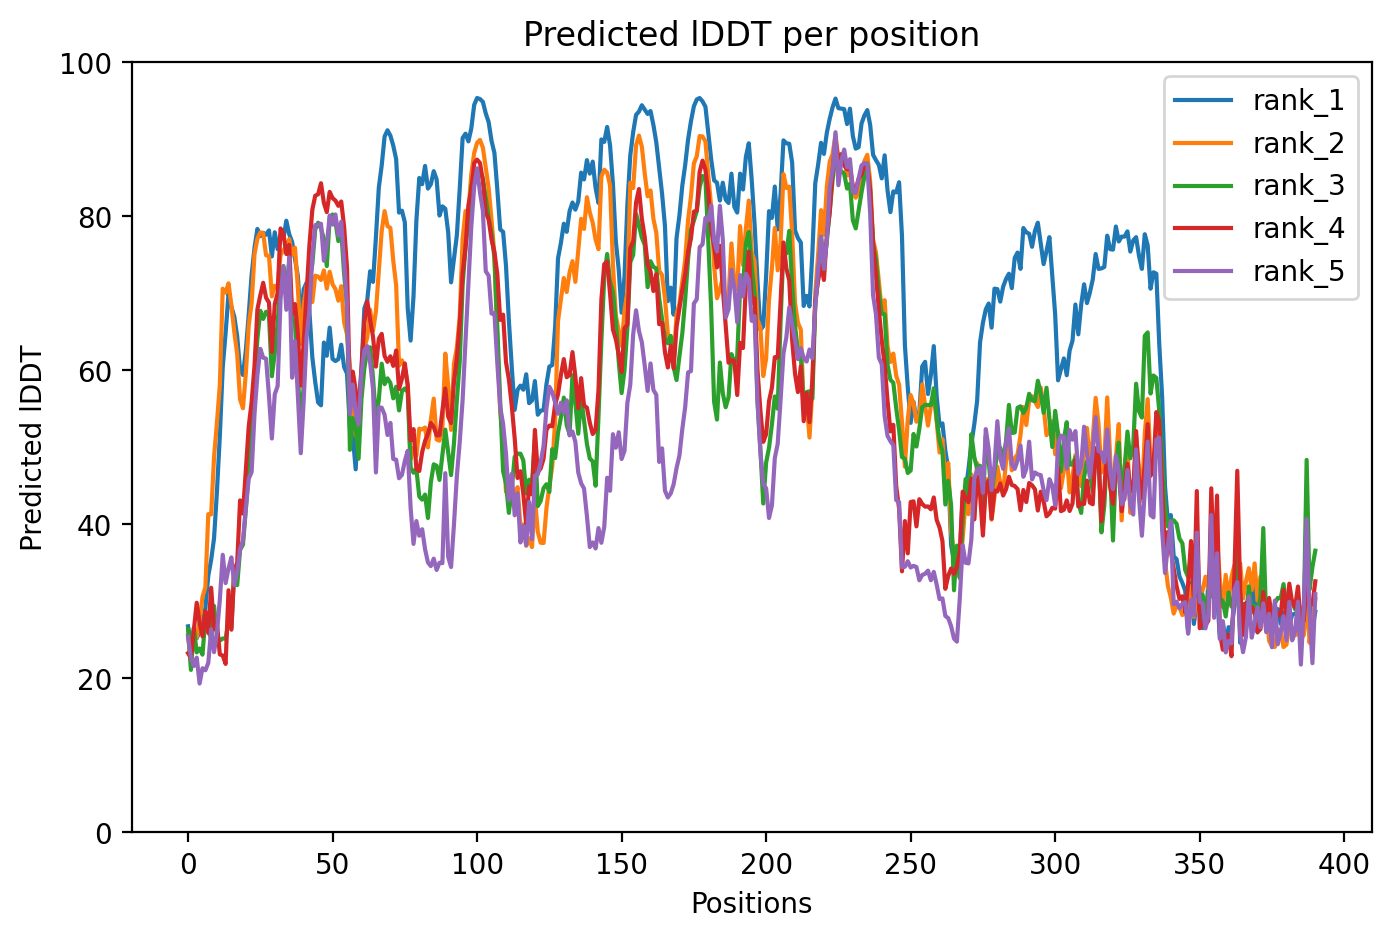 Predicted lDDT per position
100
80
60
40
20
0
Predicted lDDT
0 50 100 150 200 250 300 350 400
Positions
rank_1
rank_2
rank_3
rank_4
rank_5